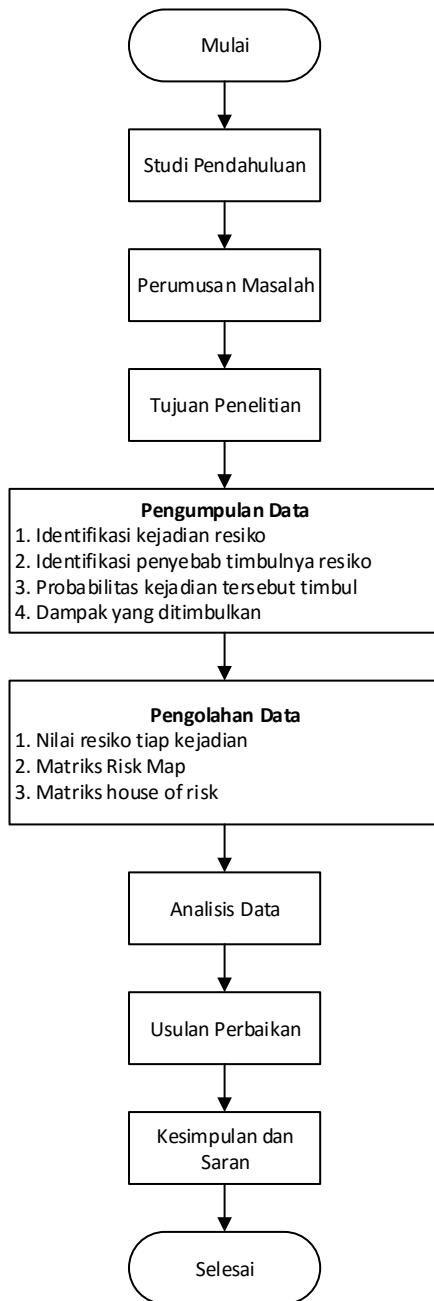 Mulai
Studi Pendahuluan
Perumusan Masalah
Tujuan Penelitian
Pengumpulan Data
1. Identifikasi kejadian resiko
2. Identifikasi penyebab timbulnya resiko
3. Probabilitas kejadian tersebut timbul
4. Dampak yang ditimbulkan
Pengolahan Data
1. Nilai resiko tiap kejadian
2. Matriks Risk Map
3. Matriks house of risk
Analisis Data
Usulan Perbaikan
Kesimpulan dan
Saran
Selesai